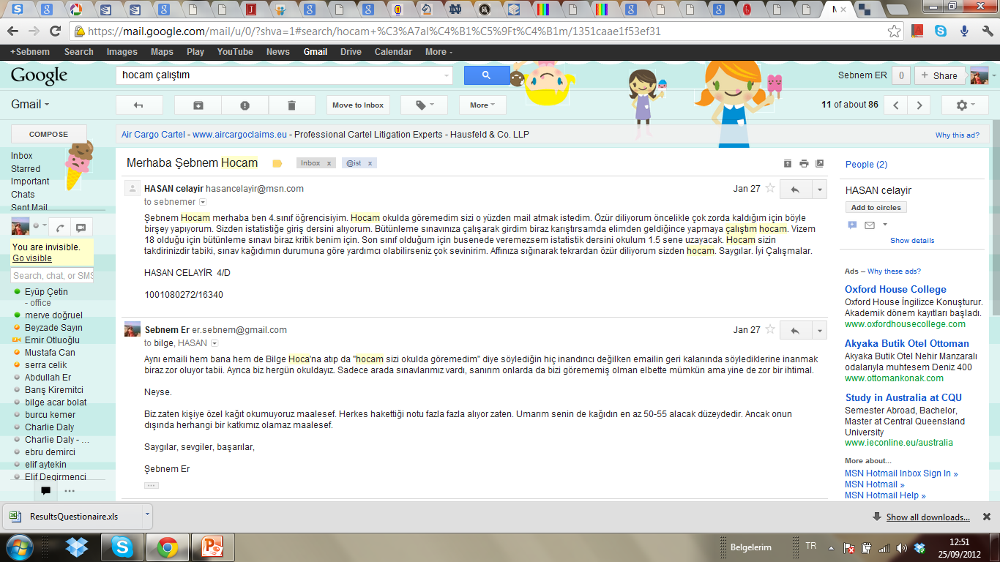 https://mail.google.com/mail/u/0/?shva=1#search/hocam+%C3%A7al%C4%B1%C5%9Ft%C4%B1m/1351caae1f53ef31
+Sebnem Search Images Maps Play YouTube News Gmail Drive Calendar More
Google hocam çalıştım Sebnem ER 0 + Share
Gmail Move to Inbox More 11 of about 86
COMPOSE
Air Cargo Cartel - www.aircargoclaims.eu - Professional Cartel Litigation Experts - Hausfeld & Co. LLP Why this ad?
Inbox
Starred
Important
Chats
Sent Mail
You are invisible.
Go visible
Search, chat, or SMS
Eyüp Çetin
- office
merve doğruel
Beyzade Sayın
Emir Otluoğlu
Mustafa Can
serra celik
Abdullah Er
Barış Kiremitci
bilge acar bolat
burcu kemer
Charlie Daly
Charlie Daly - ...
ebru demirci
elif aytekin
Elif Degirmenci
Merhaba Şebnem Hocam Inbox x @ist x
HASAN celayir hasancelayir@msn.com Jan 27
to sebnemer
Şebnem Hocam merhaba ben 4.sınıf öğrencisiyim. Hocam okulda göremedim sizi o yüzden mail atmak istedim. Özür diliyorum öncelikle çok zorda kaldığım için böyle
birşey yapıyorum. Sizden istatistiğe giriş dersini alıyorum. Bütünleme sınavınıza çalışarak girdim biraz karıştırsamda elimden geldiğince yapmaya çalıştım hocam. Vizem
18 olduğu için bütünleme sınavı biraz kritik benim için. Son sınıf olduğum için busenede veremezsem istatistik dersini okulum 1.5 sene uzayacak. Hocam sizin
takdirinizdir tabiki, sınav kağıdımın durumuna göre yardımcı olabilirseniz çok sevinirim. Affınıza sığınarak tekrardan özür diliyorum sizden hocam. Saygılar. İyi Çalışmalar.
HASAN CELAYİR 4/D
1001080272/16340
Sebnem Er er.sebnem@gmail.com Jan 27
to bilge, HASAN
Aynı emaili hem bana hem de Bilge Hoca'na atıp da "hocam sizi okulda göremedim" diye söylediğin hiç inandırıcı değilken emailin geri kalanında söylediklerine inanmak
biraz zor oluyor tabii. Ayrıca biz hergün okuldayız. Sadece arada sınavlarımız vardı, sanırım onlarda da bizi görememiş olman elbette mümkün ama yine de zor bir ihtimal.
Neyse.
Biz zaten kişiye özel kağıt okumuyoruz maalesef. Herkes hakettiği notu fazla fazla alıyor zaten. Umarım senin de kağıdın en az 50-55 alacak düzeydedir. Ancak onun
dışında herhangi bir katkımız olamaz maalesef.
Saygılar, sevgiler, başarılar,
Şebnem Er
People (2)
HASAN celayir
Add to circles
Show details
Ads – Why these ads?
Oxford House College
Oxford House İngilizce Konuşturur.
Akademik dönem kayıtları başladı.
www.oxfordhousecollege.com
Akyaka Butik Otel Ottoman
Akyaka Butik Otel Nehir Manzaralı
odalarıyla muhtesem Deniz 400
www.ottomankonak.com
Study in Australia at CQU
Semester Abroad, Bachelor,
Master at Central Queensland
University
www.ieconline.eu/australia
More about...
MSN Hotmail Inbox Sign In »
MSN Hotmail »
MSN Hotmail Help »
ResultsQuestionaire.xls Show all downloads...
Belgelerim TR 12:51
25/09/2012